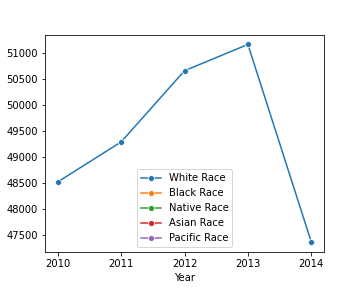 51000
50500
50000
49500
49000
48500
48000
47500
White Race
Black Race
Native Race
Asian Race
Pacific Race
2010 2011 2012 2013 2014
Year